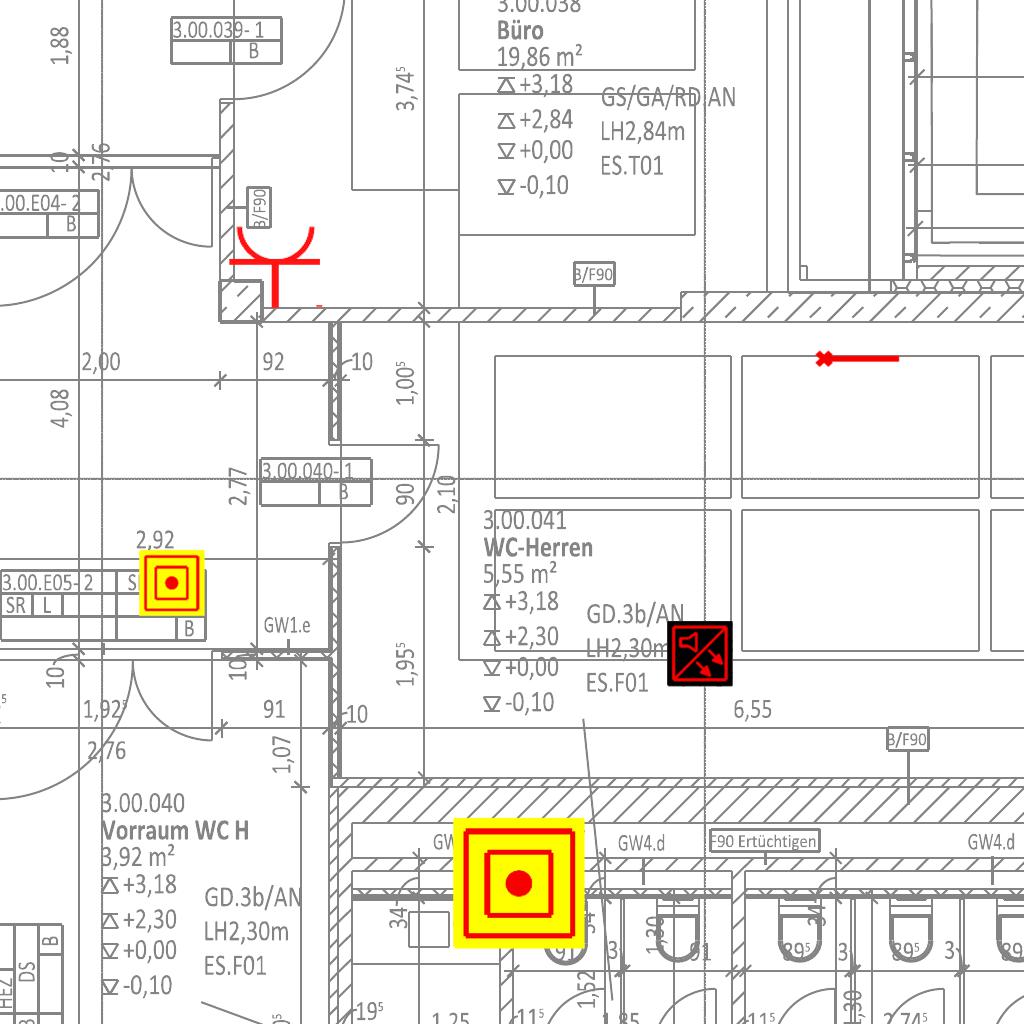 3.00.038
Büro
19,86 m²
+3,18
+2,84
+0,00
-0,10
GS/GA/RD.AN
LH2,84m
ES.T01
3.00.039- 1
B
1,88
3,74⁵
10
2,76
.00.E04- 2
B
B/F90
B/F90
2,00
92
10
1,00⁵
4,08
2,77
3.00.040- 1
B
90
2,10
2,92
3.00.E05- 2
S
SR
L
B
GW1.e
3.00.041
WC-Herren
5,55 m²
+3,18
+2,30
+0,00
-0,10
GD.3b/AN
LH2,30m
ES.F01
1,95⁵
10
10
1,92⁵
91
10
6,55
2,76
1,07
B/F90
3.00.040
Vorraum WC H
3,92 m²
+3,18
+2,30
+0,00
-0,10
GD.3b/AN
LH2,30m
ES.F01
GW
GW4.d
F90 Ertüchtigen
GW4.d
34
34
34
1,30
91
91
3
89⁵
3
89⁵
3
89
1,52
1,30
B
DS
HEZ
B
19⁵
1,25
11⁵
1,85
11⁵
2,74⁵